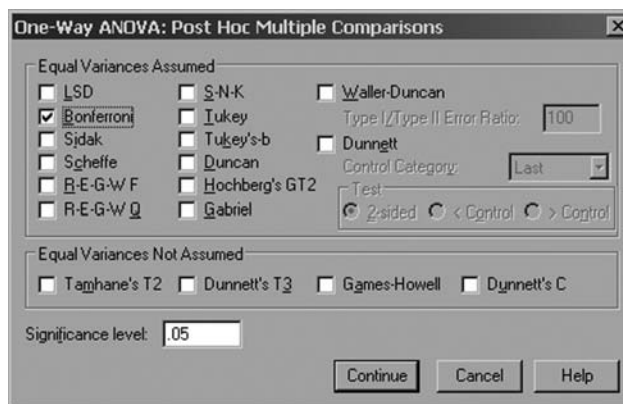 One-Way ANOVA: Post Hoc Multiple Comparisons
Equal Variances Assumed
LSD S-N-K Waller-Duncan
Bonferroni Tukey Type I/Type II Error Ratio: 100
Sidak Tukey's-b Dunnett
Scheffe Duncan Control Category: Last
R-E-G-W F Hochberg's GT2 Test
R-E-G-W Q Gabriel 2-sided < Control > Control
Equal Variances Not Assumed
Tamhane's T2 Dunnett's T3 Games-Howell Dunnett's C
Significance level: .05
Continue Cancel Help